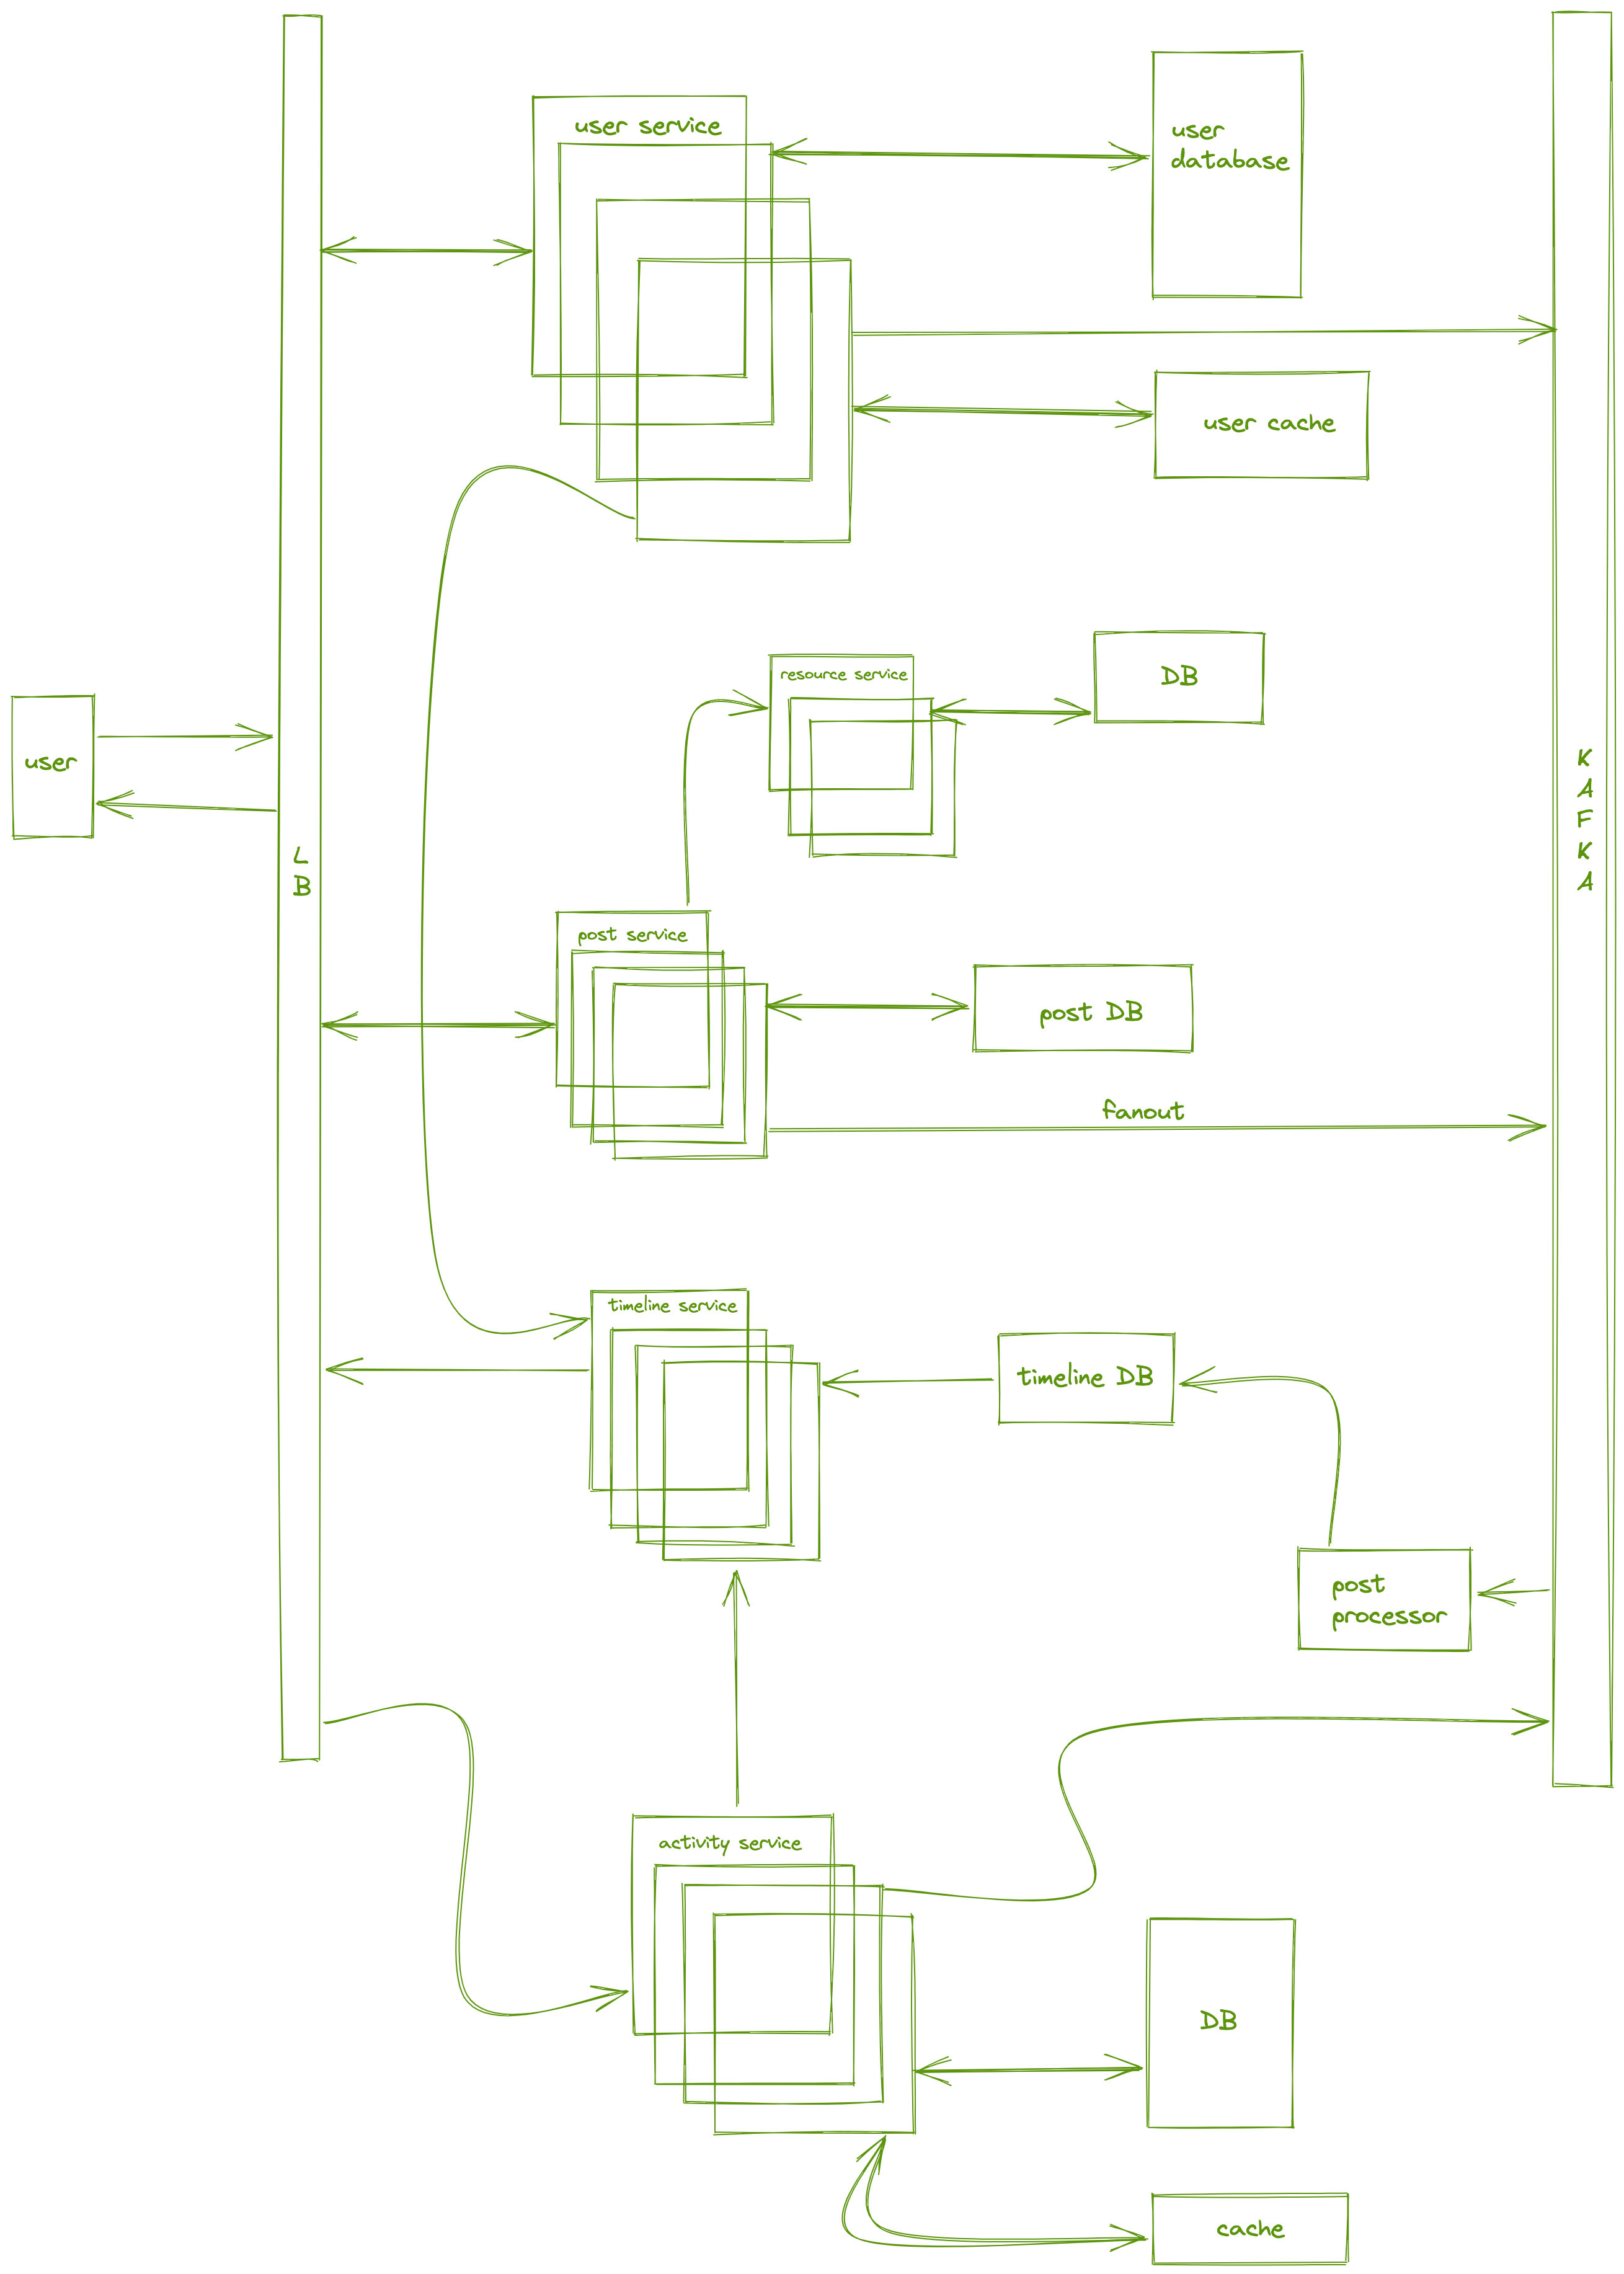 user service
user
database
user cache
resource service
DB
user
L
B
K
A
F
K
A
post service
post DB
fanout
timeline service
timeline DB
post
processor
activity service
DB
cache